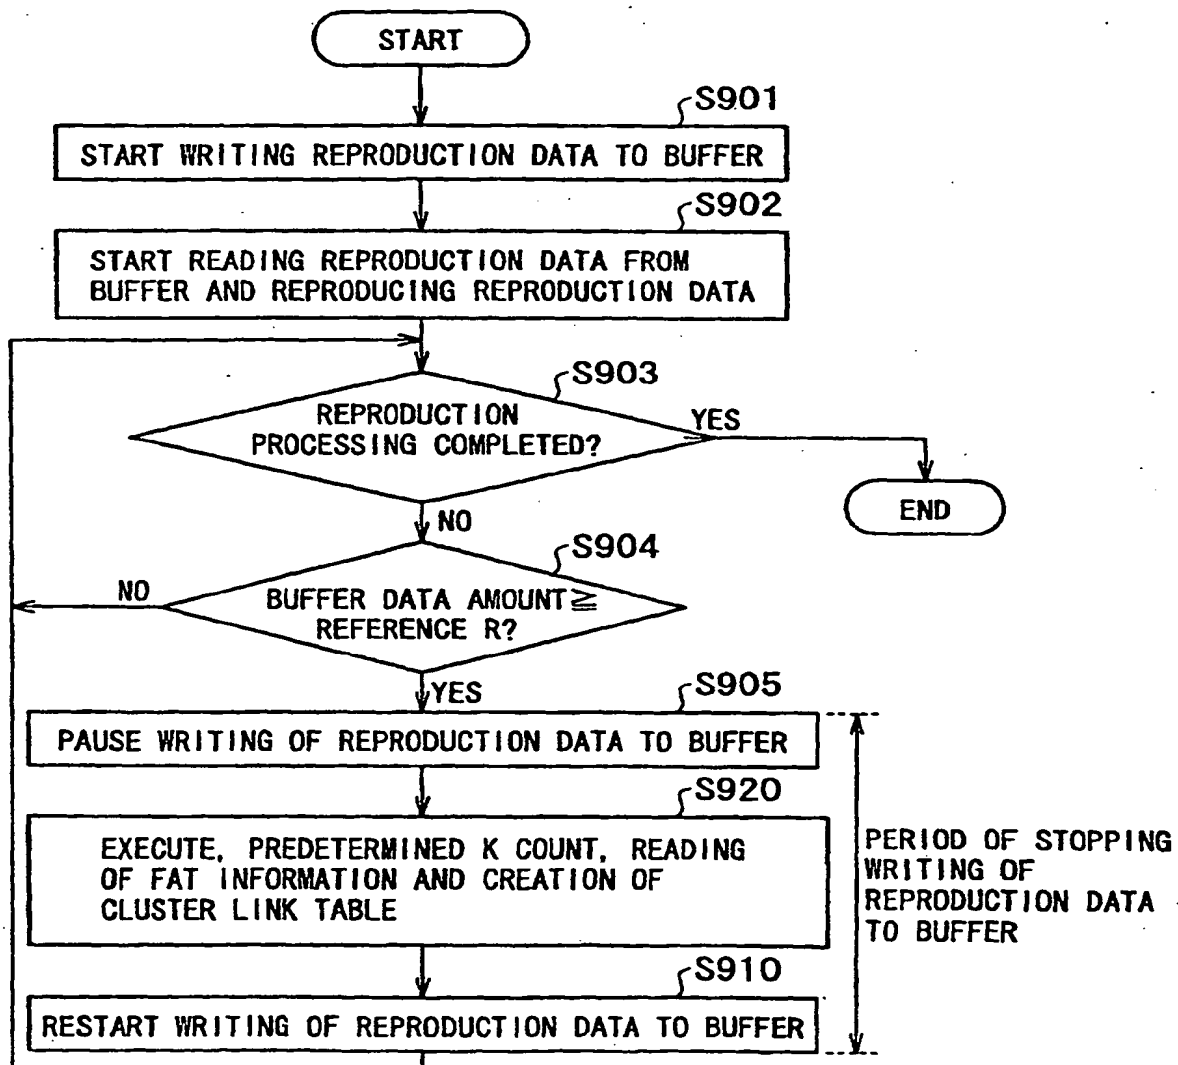 START
S901
START WRITING REPRODUCTION DATA TO BUFFER
S902
START READING REPRODUCTION DATA FROM
BUFFER AND REPRODUCING REPRODUCTION DATA
S903
REPRODUCTION
PROCESSING COMPLETED?
YES
END
NO
S904
NO
BUFFER DATA AMOUNT≧
REFERENCE R?
YES
S905
PAUSE WRITING OF REPRODUCTION DATA TO BUFFER
S920
EXECUTE, PREDETERMINED K COUNT, READING
OF FAT INFORMATION AND CREATION OF
CLUSTER LINK TABLE
PERIOD OF STOPPING
WRITING OF
REPRODUCTION DATA
TO BUFFER
S910
RESTART WRITING OF REPRODUCTION DATA TO BUFFER